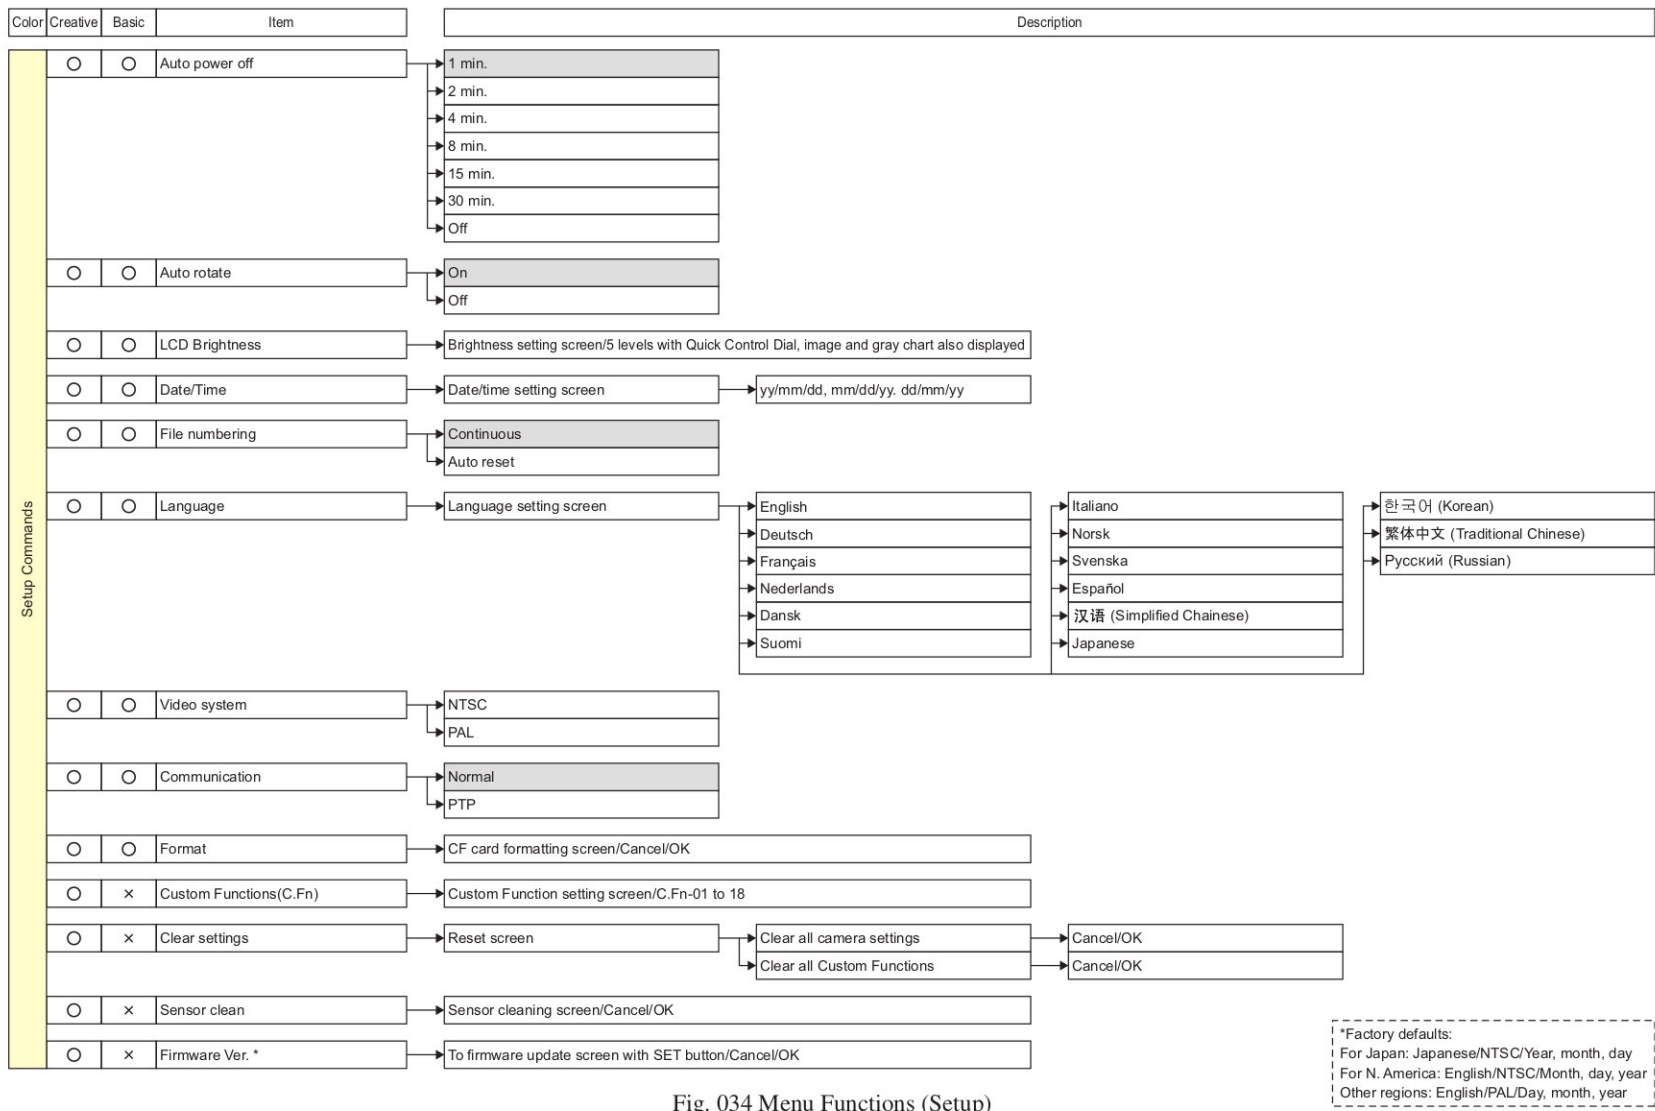 Color Creative Basic Item Description
Setup Commands
○ ○ Auto power off 1 min.
2 min.
4 min.
8 min.
15 min.
30 min.
Off
○ ○ Auto rotate On
Off
○ ○ LCD Brightness Brightness setting screen/5 levels with Quick Control Dial, image and gray chart also displayed
○ ○ Date/Time Date/time setting screen yy/mm/dd, mm/dd/yy. dd/mm/yy
○ ○ File numbering Continuous
Auto reset
○ ○ Language Language setting screen English Italiano 한국어 (Korean)
Deutsch Norsk 繁体中文 (Traditional Chinese)
Français Svenska Русский (Russian)
Nederlands Español
Dansk 汉语 (Simplified Chainese)
Suomi Japanese
○ ○ Video system NTSC
PAL
○ ○ Communication Normal
PTP
○ ○ Format CF card formatting screen/Cancel/OK
○ × Custom Functions(C.Fn) Custom Function setting screen/C.Fn-01 to 18
○ × Clear settings Reset screen Clear all camera settings Cancel/OK
Clear all Custom Functions Cancel/OK
○ × Sensor clean Sensor cleaning screen/Cancel/OK
○ × Firmware Ver. * To firmware update screen with SET button/Cancel/OK
*Factory defaults:
For Japan: Japanese/NTSC/Year, month, day
For N. America: English/NTSC/Month, day, year
Other regions: English/PAL/Day, month, year
Fig. 034 Menu Functions (Setup)